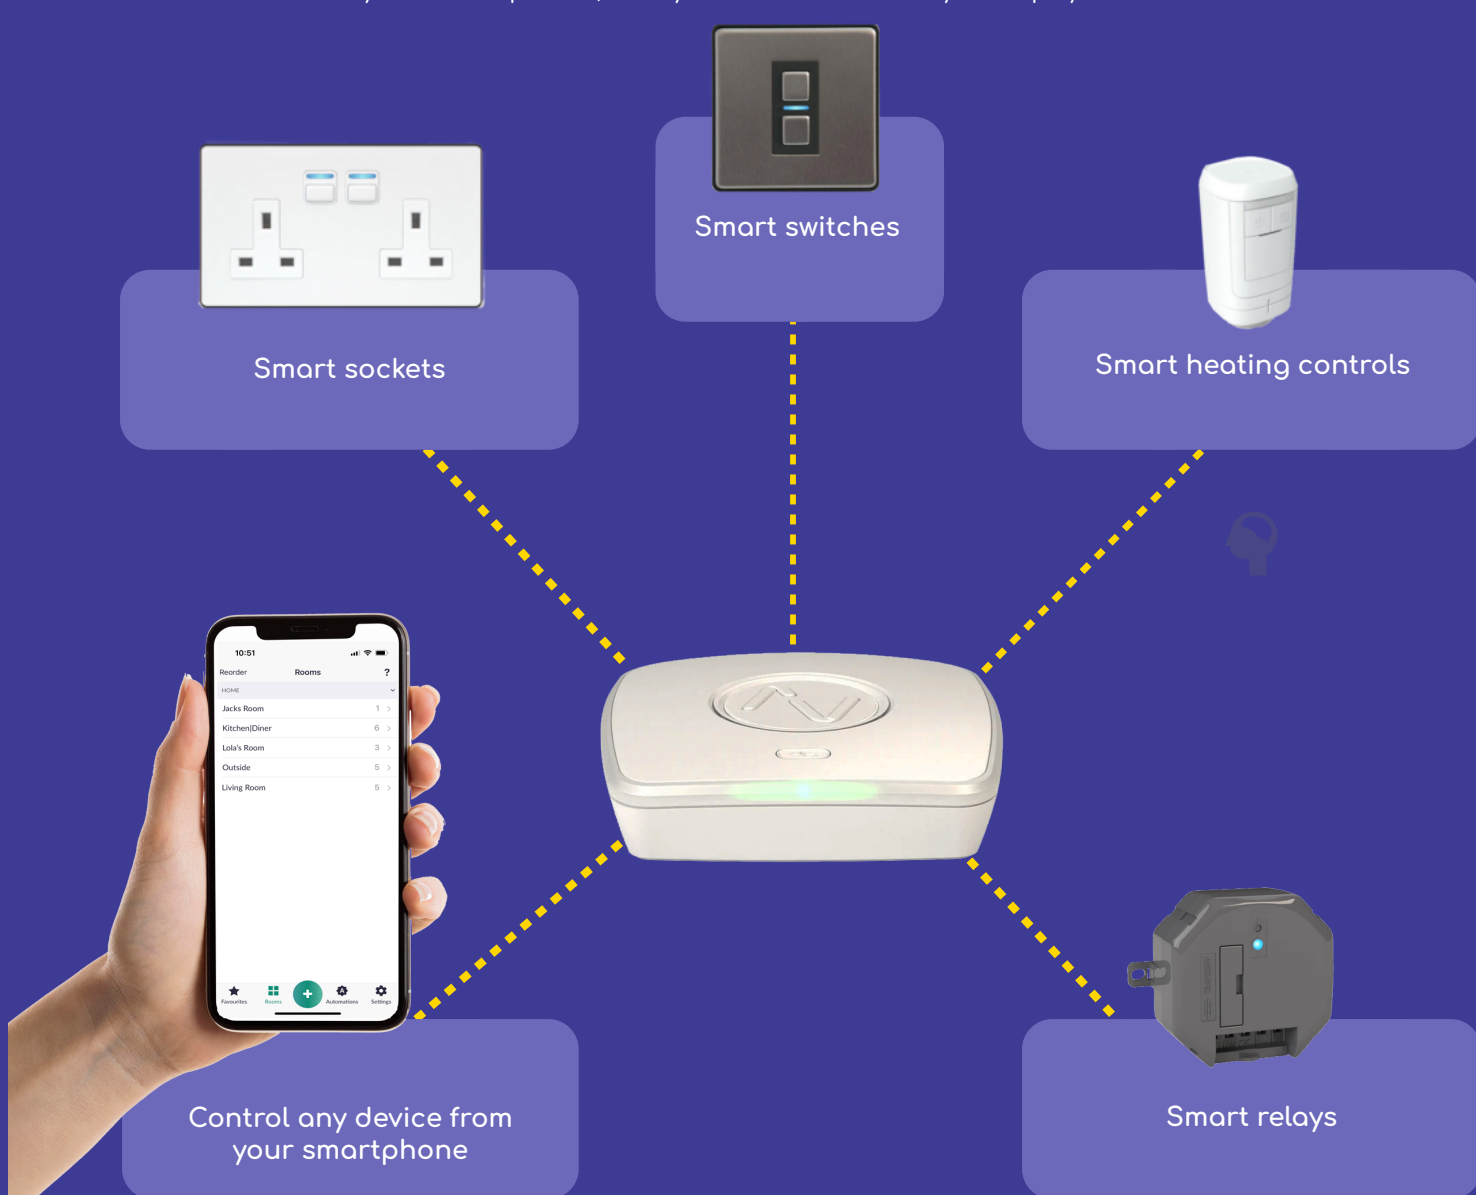 Smart switches
Smart sockets
Smart heating controls
10:51
Reorder Rooms ?
HOME
Jacks Room 1
Kitchen|Diner 6
Lola's Room 3
Outside 5
Living Room 5
Favourites Rooms Automations Settings
Control any device from
your smartphone
Smart relays